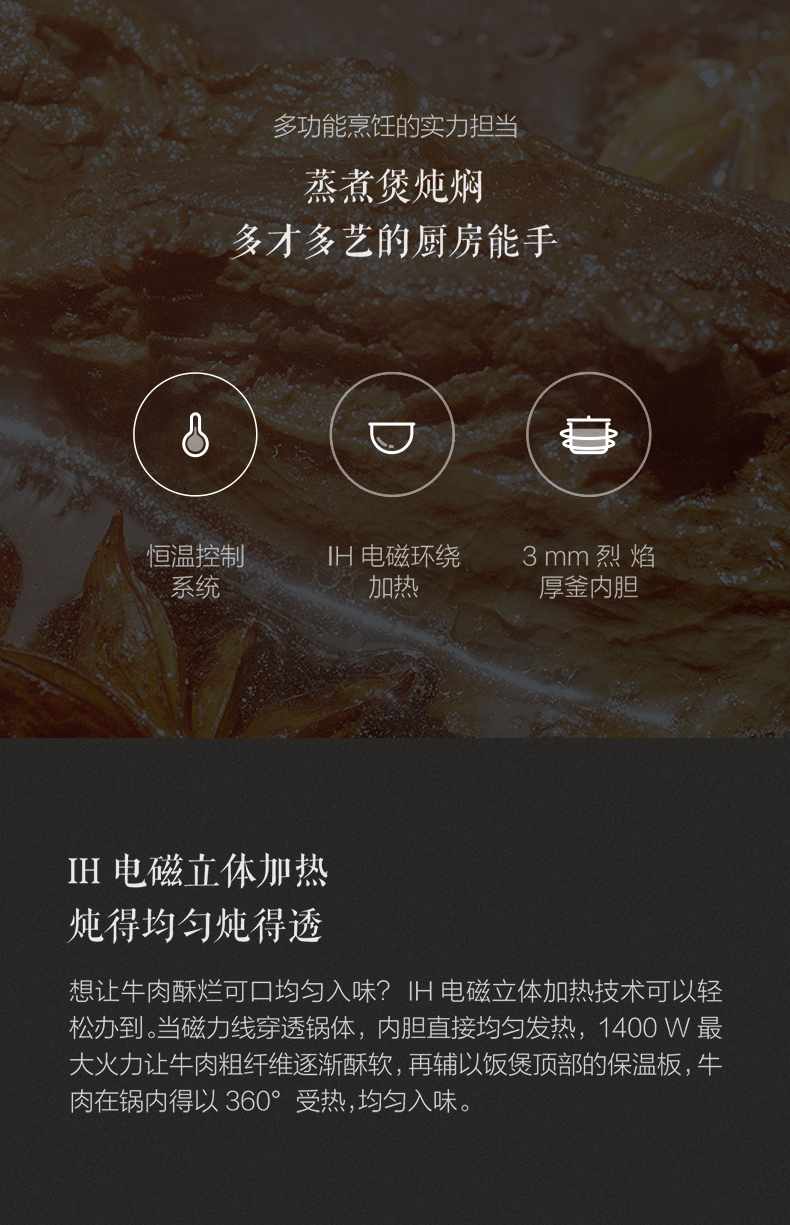 多功能烹饪的实力担当
蒸煮煲炖焖
多才多艺的厨房能手
恒温控制
系统
IH 电磁环绕
加热
3 mm 烈 焰
厚釜内胆
IH 电磁立体加热
炖得均匀炖得透
想让牛肉酥烂可口均匀入味？ IH 电磁立体加热技术可以轻
松办到。当磁力线穿透锅体，内胆直接均匀发热，1400 W 最
大火力让牛肉粗纤维逐渐酥软，再辅以饭煲顶部的保温板，牛
肉在锅内得以 360° 受热，均匀入味。